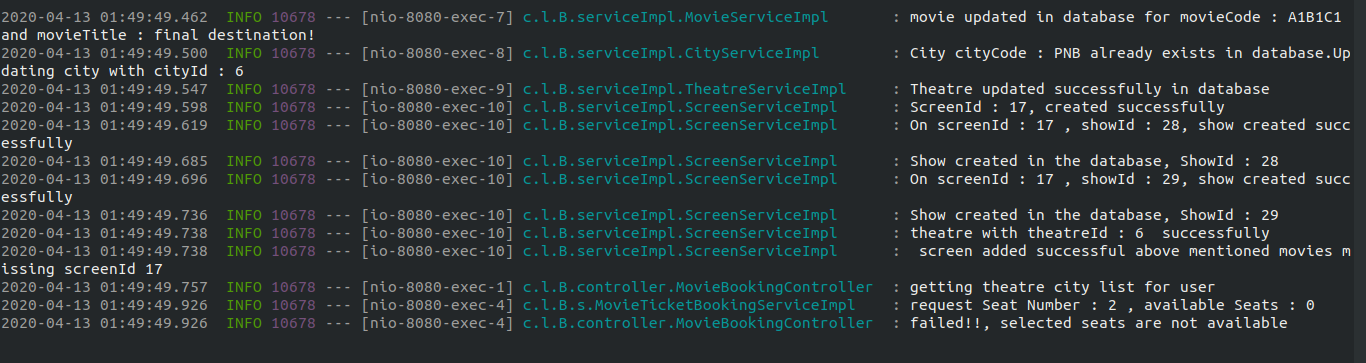 2020-04-13 01:49:49.462  INFO 10678 --- [nio-8080-exec-7] c.l.B.serviceImpl.MovieServiceImpl       : movie updated in database for movieCode : A1B1C1
and movieTitle : final destination!
2020-04-13 01:49:49.500  INFO 10678 --- [nio-8080-exec-8] c.l.B.serviceImpl.CityServiceImpl        : City cityCode : PNB already exists in database.Up
dating city with cityId : 6
2020-04-13 01:49:49.547  INFO 10678 --- [nio-8080-exec-9] c.l.B.serviceImpl.TheatreServiceImpl     : Theatre updated successfully in database
2020-04-13 01:49:49.598  INFO 10678 --- [io-8080-exec-10] c.l.B.serviceImpl.ScreenServiceImpl      : ScreenId : 17, created successfully
2020-04-13 01:49:49.619  INFO 10678 --- [io-8080-exec-10] c.l.B.serviceImpl.ScreenServiceImpl      : On screenId : 17 , showId : 28, show created succ
essfully
2020-04-13 01:49:49.685  INFO 10678 --- [io-8080-exec-10] c.l.B.serviceImpl.ScreenServiceImpl      : Show created in the database, ShowId : 28
2020-04-13 01:49:49.696  INFO 10678 --- [io-8080-exec-10] c.l.B.serviceImpl.ScreenServiceImpl      : On screenId : 17 , showId : 29, show created succ
essfully
2020-04-13 01:49:49.736  INFO 10678 --- [io-8080-exec-10] c.l.B.serviceImpl.ScreenServiceImpl      : Show created in the database, ShowId : 29
2020-04-13 01:49:49.738  INFO 10678 --- [io-8080-exec-10] c.l.B.serviceImpl.ScreenServiceImpl      : theatre with theatreId : 6  successfully
2020-04-13 01:49:49.738  INFO 10678 --- [io-8080-exec-10] c.l.B.serviceImpl.ScreenServiceImpl      :  screen added successful above mentioned movies m
issing screenId 17
2020-04-13 01:49:49.757  INFO 10678 --- [nio-8080-exec-1] c.l.B.controller.MovieBookingController  : getting theatre city list for user
2020-04-13 01:49:49.926  INFO 10678 --- [nio-8080-exec-4] c.l.B.s.MovieTicketBookingServiceImpl    : request Seat Number : 2 , available Seats : 0
2020-04-13 01:49:49.926  INFO 10678 --- [nio-8080-exec-4] c.l.B.controller.MovieBookingController  : failed!!, selected seats are not available